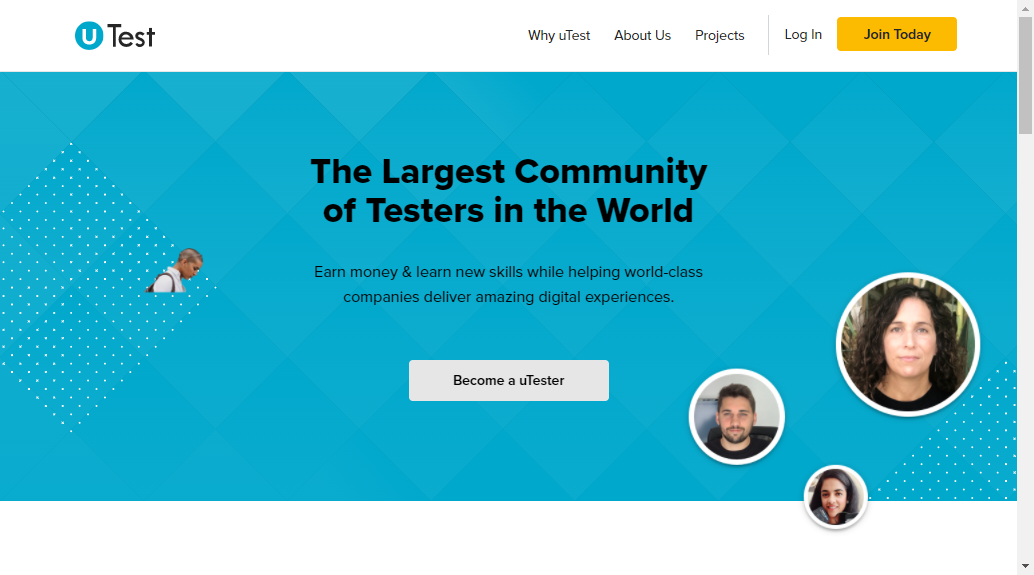 uTest
Why uTest
About Us
Projects
Log In
Join Today
The Largest Community
of Testers in the World
Earn money & learn new skills while helping world-class
companies deliver amazing digital experiences.
Become a uTester